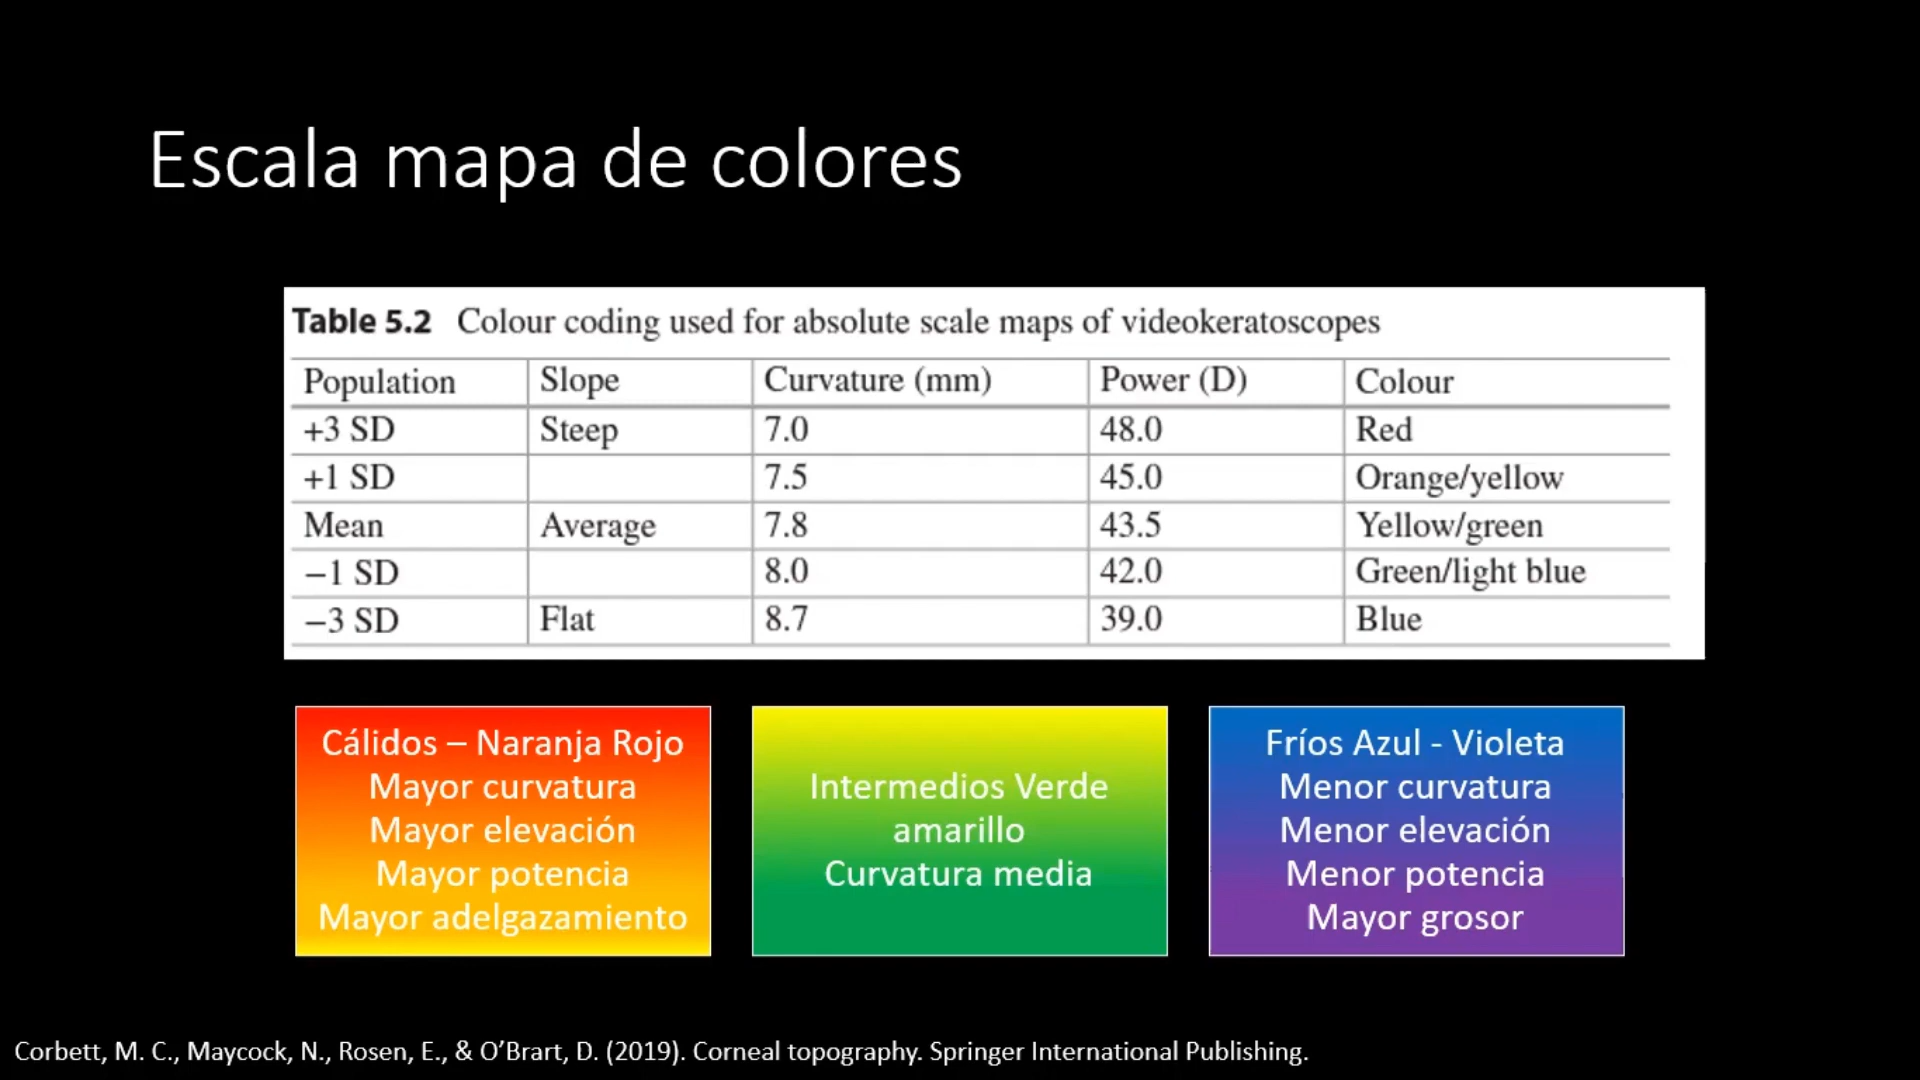 Escala mapa de colores
Table 5.2 Colour coding used for absolute scale maps of videokeratoscopes
Population Slope Curvature (mm) Power (D) Colour
+3 SD Steep 7.0 48.0 Red
+1 SD 7.5 45.0 Orange/yellow
Mean Average 7.8 43.5 Yellow/green
−1 SD 8.0 42.0 Green/light blue
−3 SD Flat 8.7 39.0 Blue
Cálidos – Naranja Rojo
Mayor curvatura
Mayor elevación
Mayor potencia
Mayor adelgazamiento
Intermedios Verde
amarillo
Curvatura media
Fríos Azul - Violeta
Menor curvatura
Menor elevación
Menor potencia
Mayor grosor
Corbett, M. C., Maycock, N., Rosen, E., & O’Brart, D. (2019). Corneal topography. Springer International Publishing.